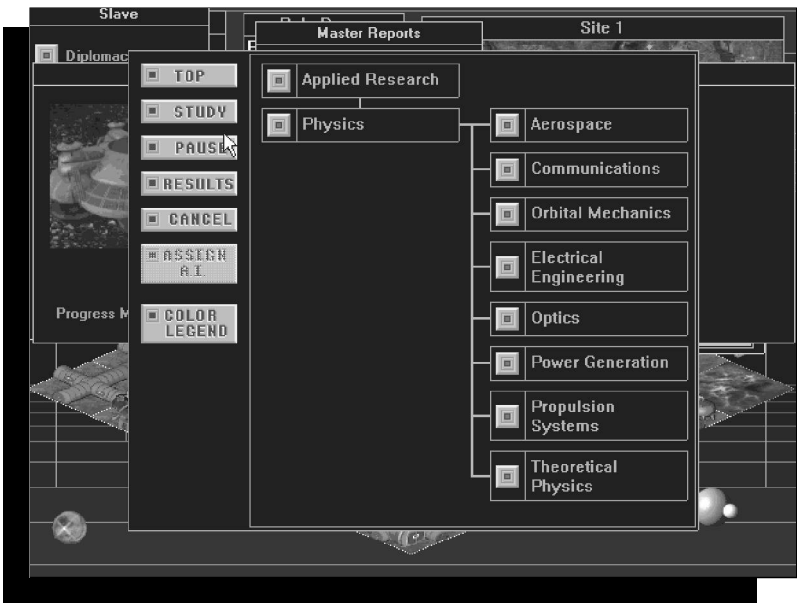 Slave
Site 1
Master Reports
Diplomac
TOP
STUDY
PAUSE
RESULTS
CANCEL
ASSIGN
AI
COLOR
LEGEND
Progress M
Applied Research
Physics
Aerospace
Communications
Orbital Mechanics
Electrical
Engineering
Optics
Power Generation
Propulsion
Systems
Theoretical
Physics